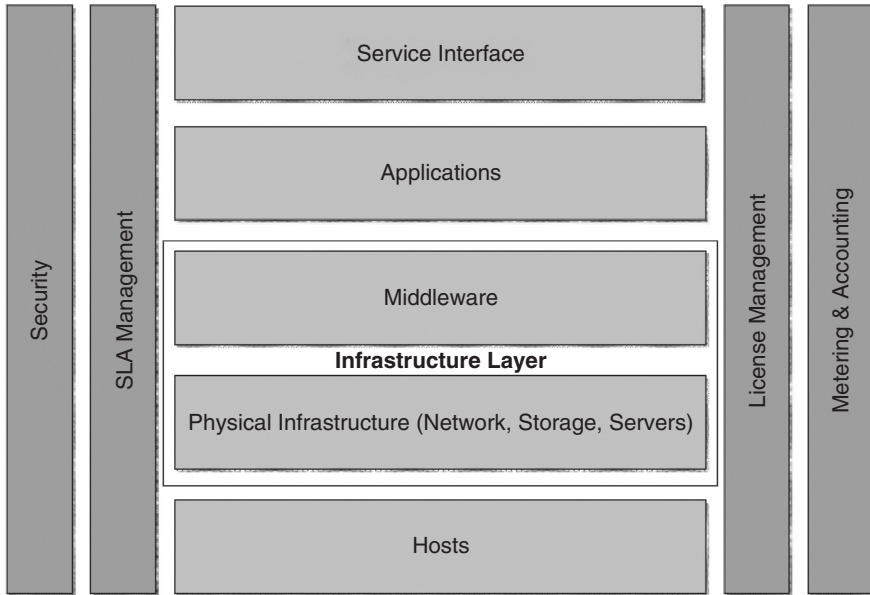 Security
SLA Management
Service Interface
Applications
Middleware
Infrastructure Layer
Physical Infrastructure (Network, Storage, Servers)
Hosts
License Management
Metering & Accounting